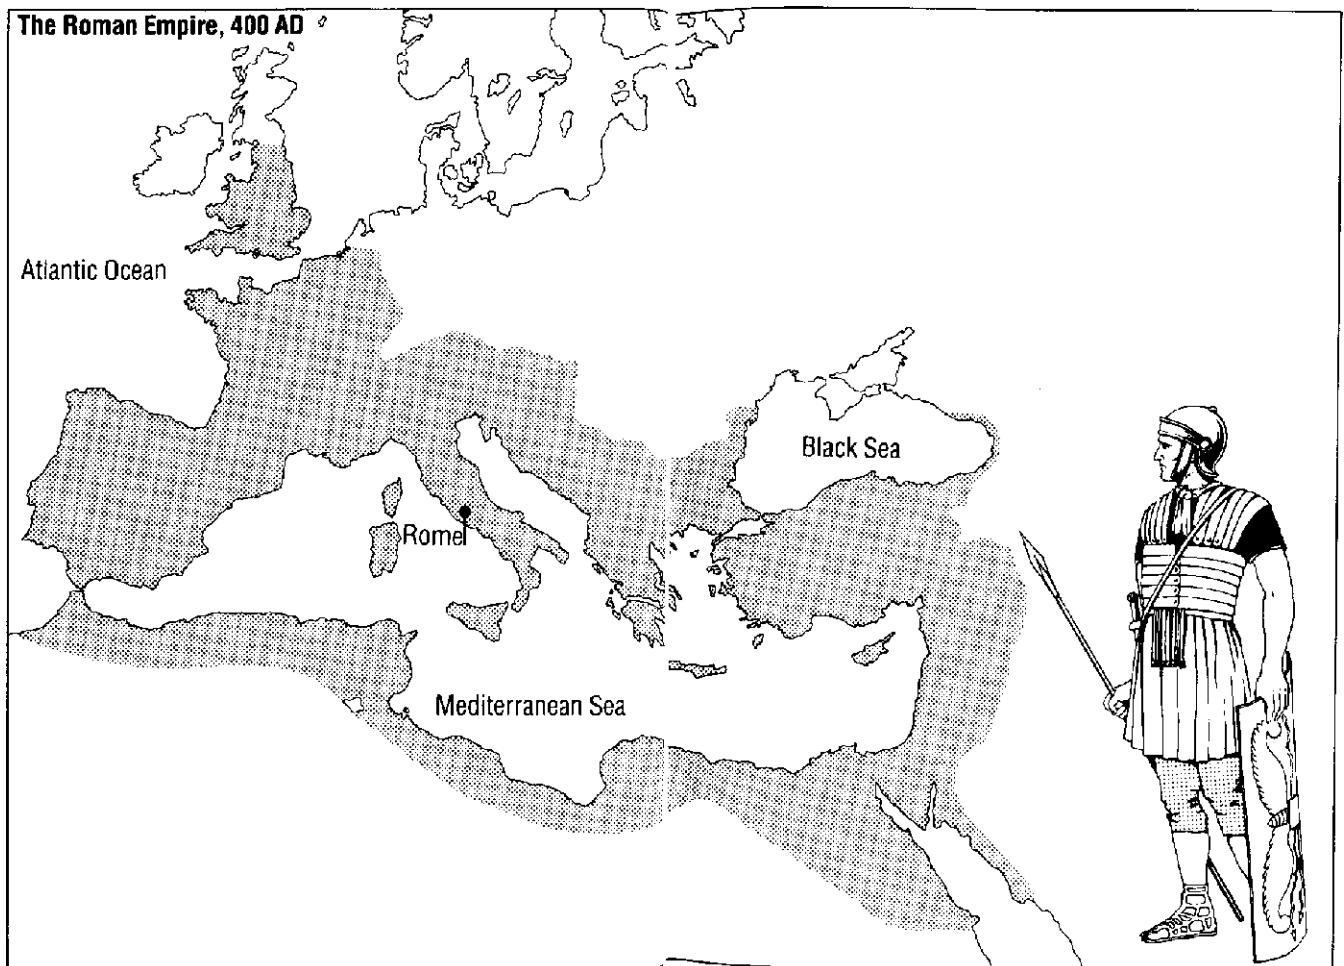 The Roman Empire, 400 AD
Atlantic Ocean
Black Sea
Rome
Mediterranean Sea